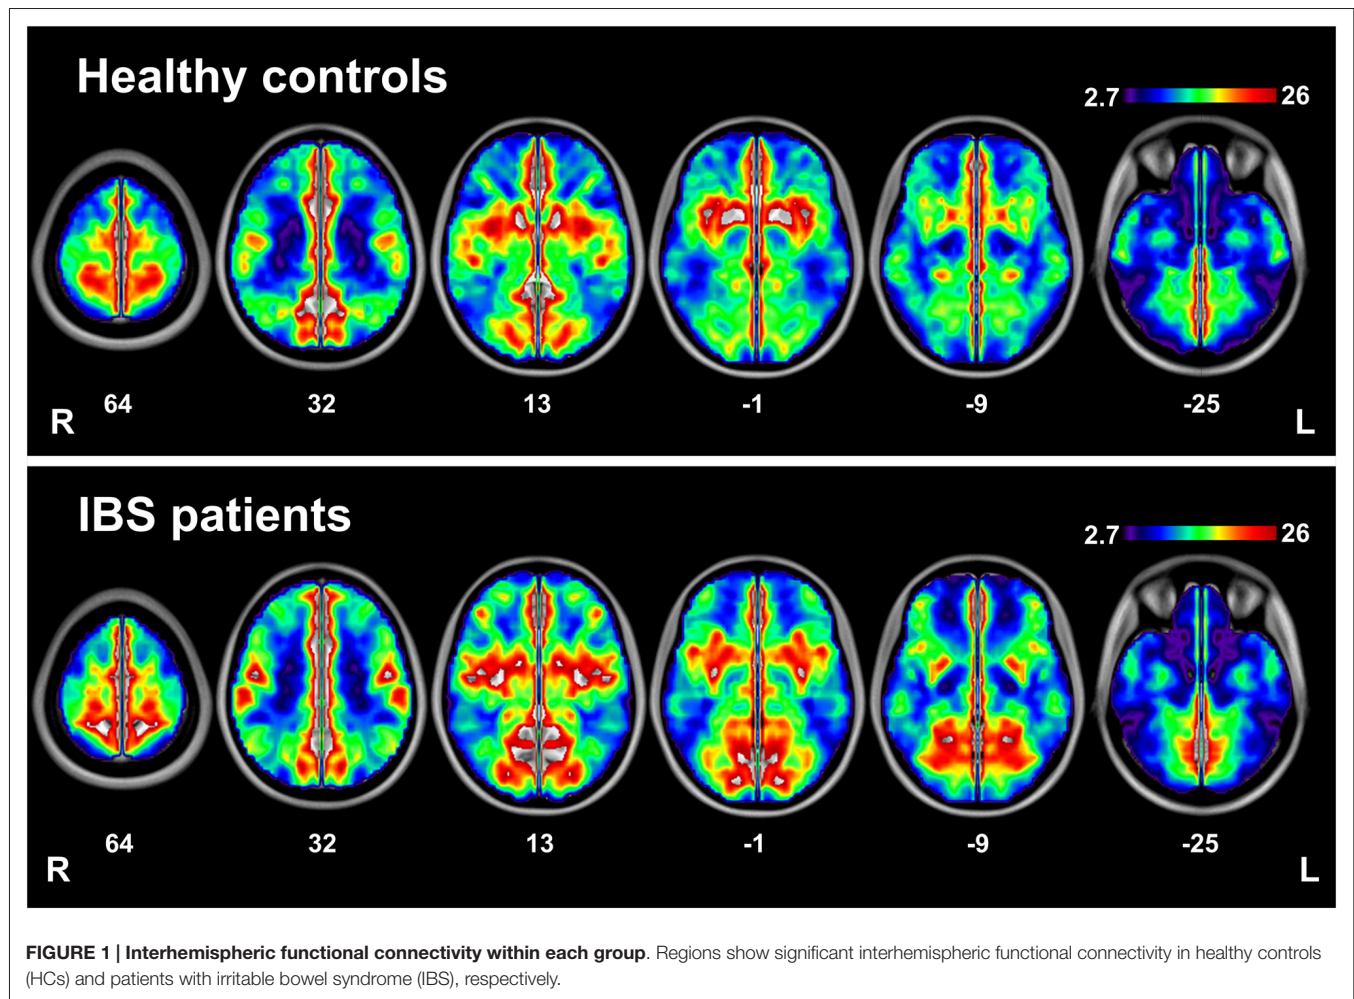 Healthy controls
2.7 26
64 32 13 -1 -9 -25
R L
IBS patients
2.7 26
64 32 13 -1 -9 -25
R L
FIGURE 1 | Interhemispheric functional connectivity within each group. Regions show significant interhemispheric functional connectivity in healthy controls
(HCs) and patients with irritable bowel syndrome (IBS), respectively.